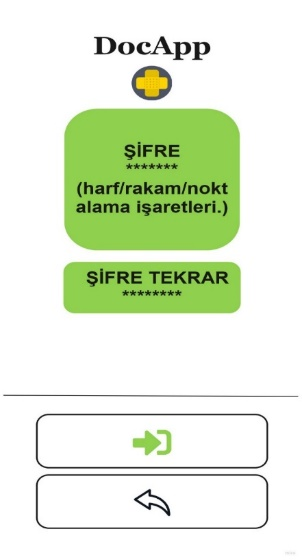 DocApp
ŞİFRE
*******
(harf/rakam/nokt
alama işaretleri.)
ŞİFRE TEKRAR
********